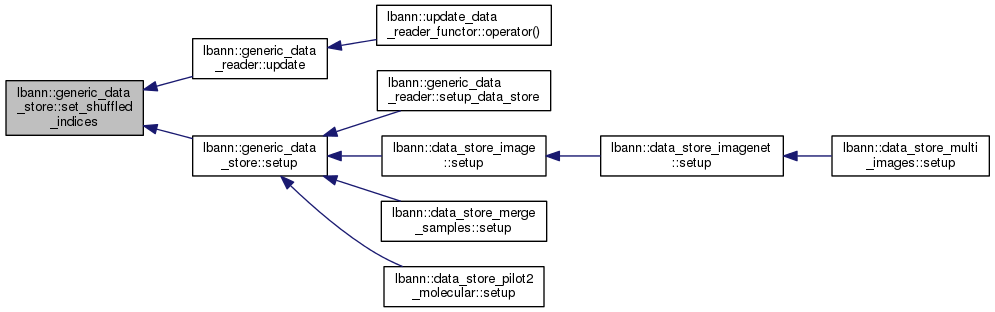 lbann::generic_data
_store::set_shuffled
_indices
lbann::generic_data
_reader::update
lbann::update_data
_reader_functor::operator()
lbann::generic_data
_store::setup
lbann::generic_data
_reader::setup_data_store
lbann::data_store_image
::setup
lbann::data_store_imagenet
::setup
lbann::data_store_multi
_images::setup
lbann::data_store_merge
_samples::setup
lbann::data_store_pilot2
_molecular::setup